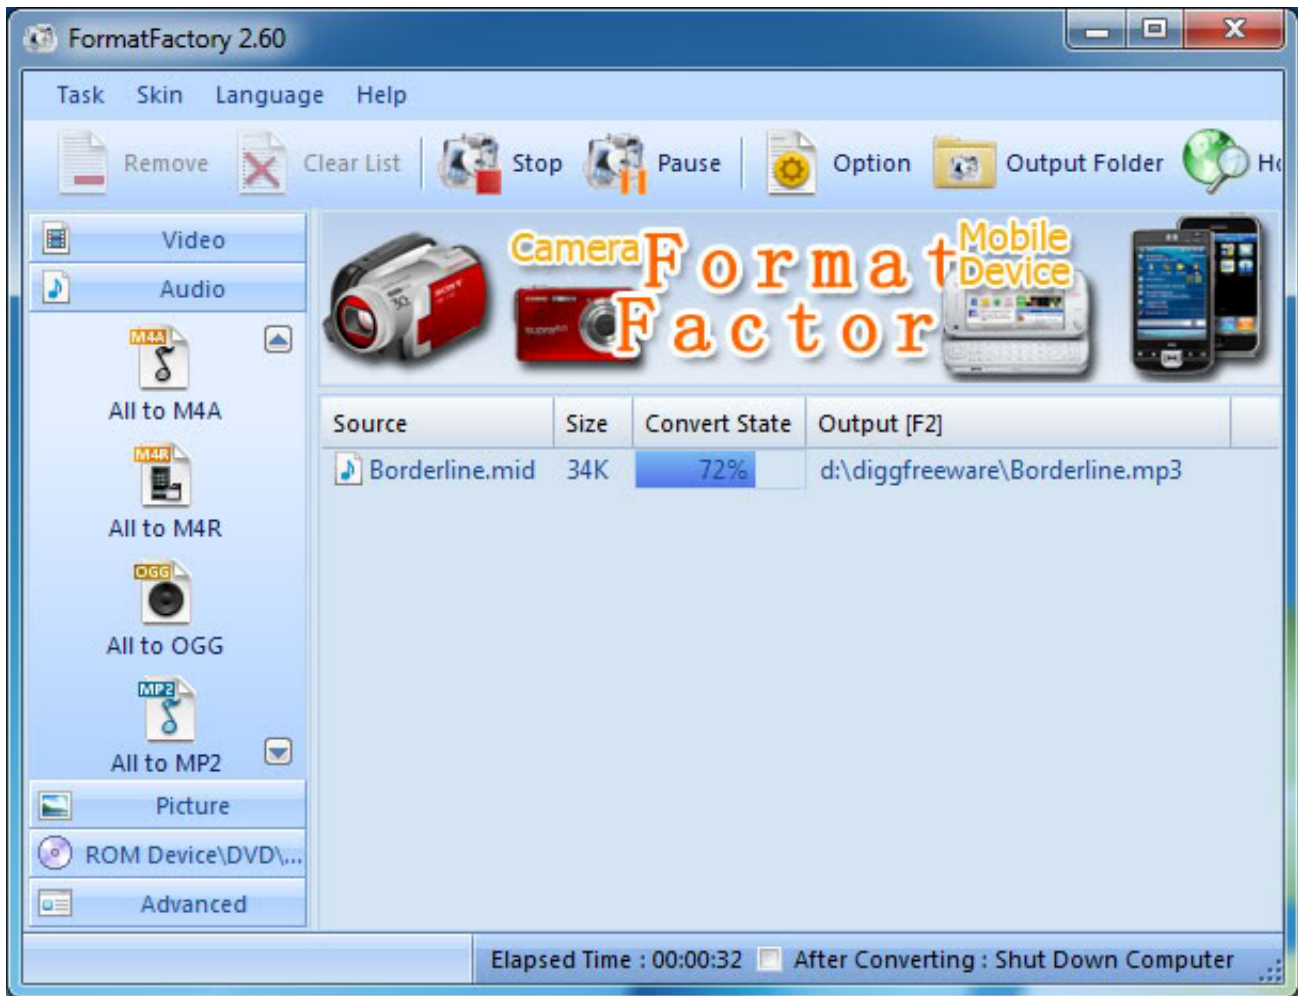 FormatFactory 2.60
Task Skin Language Help
Remove Clear List Stop Pause Option Output Folder
Video
Audio
M4A
All to M4A
M4R
All to M4R
OGG
All to OGG
MP2
All to MP2
Picture
ROM Device\DVD\...
Advanced
Camera
Mobile
Device
Format
Factor
SONY
Source Size Convert State Output [F2]
Borderline.mid 34K 72% d:\diggfreeware\Borderline.mp3
Elapsed Time : 00:00:32 After Converting : Shut Down Computer